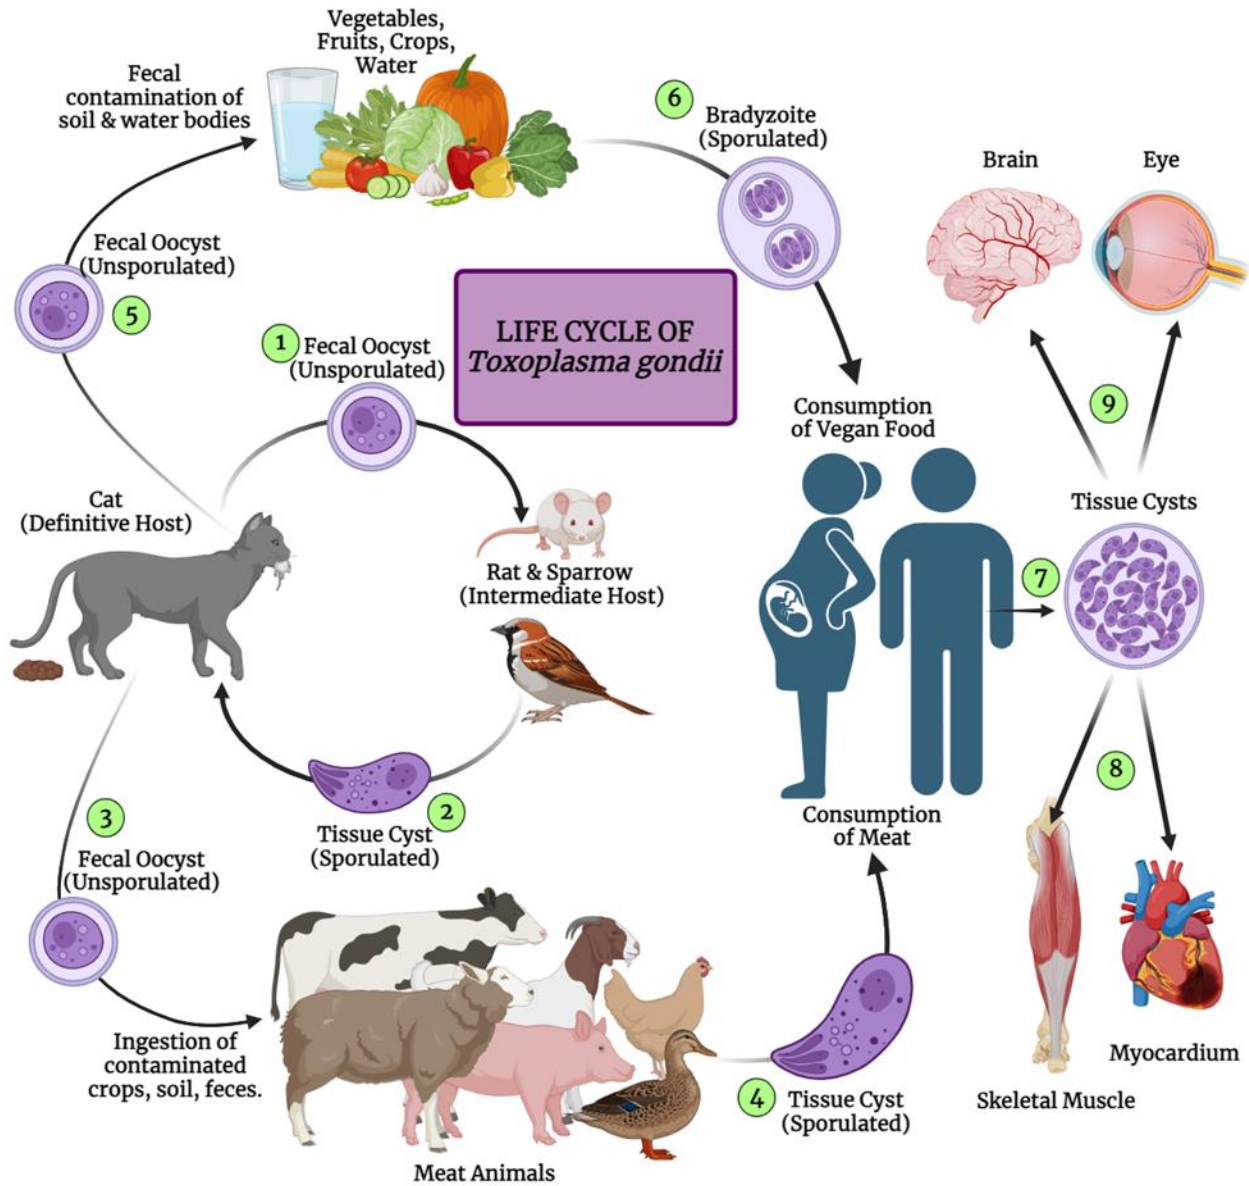 Vegetables,
Fruits, Crops,
Water
Fecal
contamination of
soil & water bodies
6
Bradyzoite
(Sporulated)
Brain
Eye
Fecal Oocyst
(Unsporulated)
5
1
Fecal Oocyst
(Unsporulated)
LIFE CYCLE OF
Toxoplasma gondii
Consumption
of Vegan Food
9
Cat
(Definitive Host)
Tissue Cysts
Rat & Sparrow
(Intermediate Host)
7
2
Tissue Cyst
(Sporulated)
3
Fecal Oocyst
(Unsporulated)
8
Consumption
of Meat
Ingestion of
contaminated
crops, soil, feces.
Meat Animals
4
Tissue Cyst
(Sporulated)
Skeletal Muscle
Myocardium